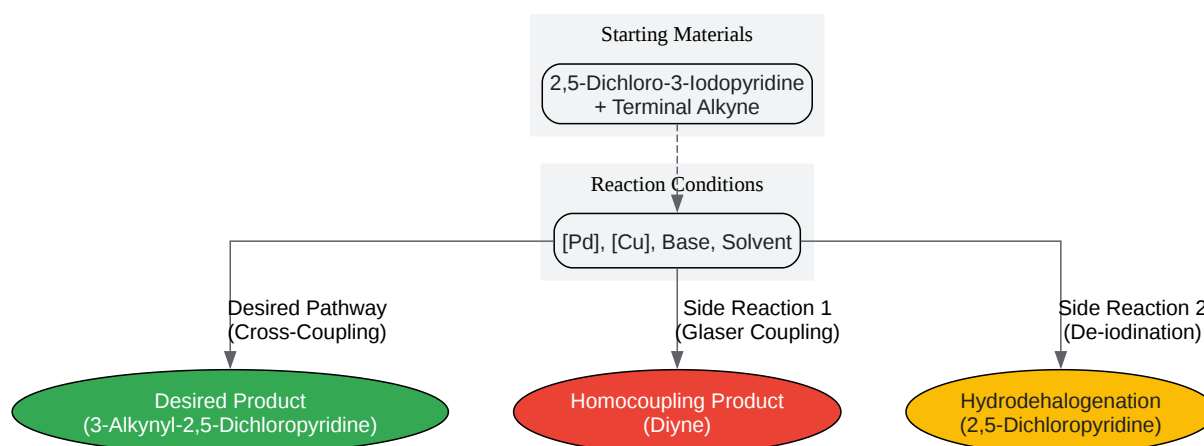 Starting Materials
2,5-Dichloro-3-Iodopyridine
+ Terminal Alkyne
Reaction Conditions
[Pd], [Cu], Base, Solvent
Desired Pathway
(Cross-Coupling)
Side Reaction 1
(Glaser Coupling)
Side Reaction 2
(De-iodination)
Desired Product
(3-Alkynyl-2,5-Dichloropyridine)
Homocoupling Product
(Diyne)
Hydrodehalogenation
(2,5-Dichloropyridine)